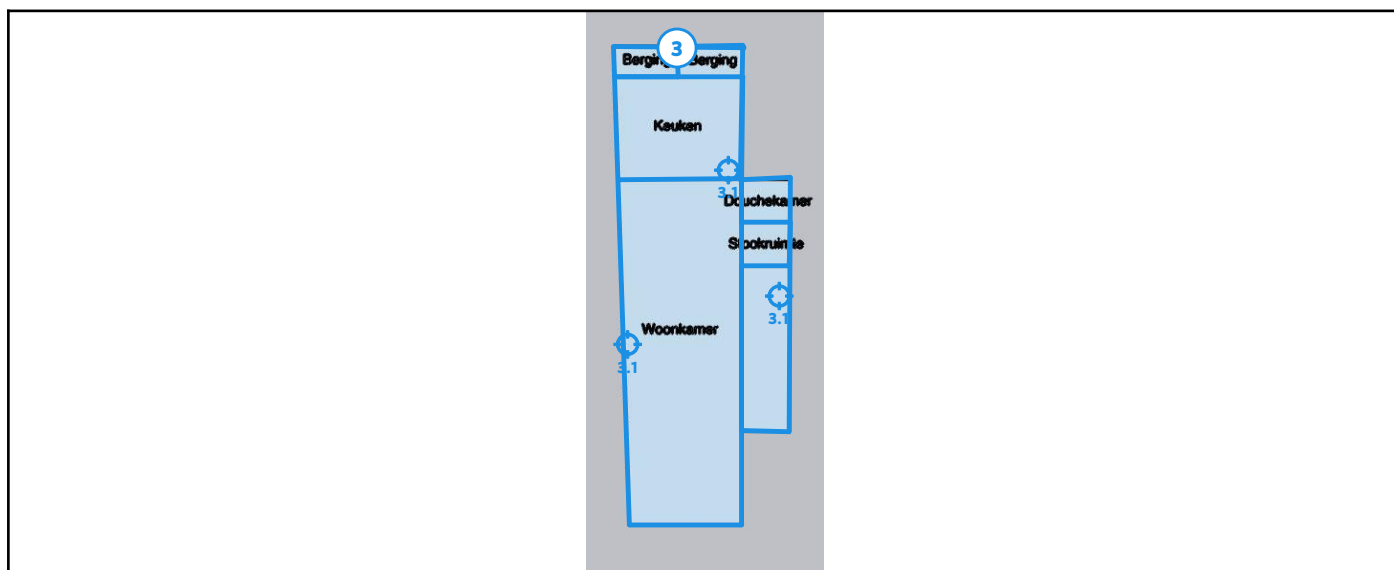 3
Berging Berging
Keuken
3.1
Douchekamer
Stookruimte
3.1
Woonkamer
3.1